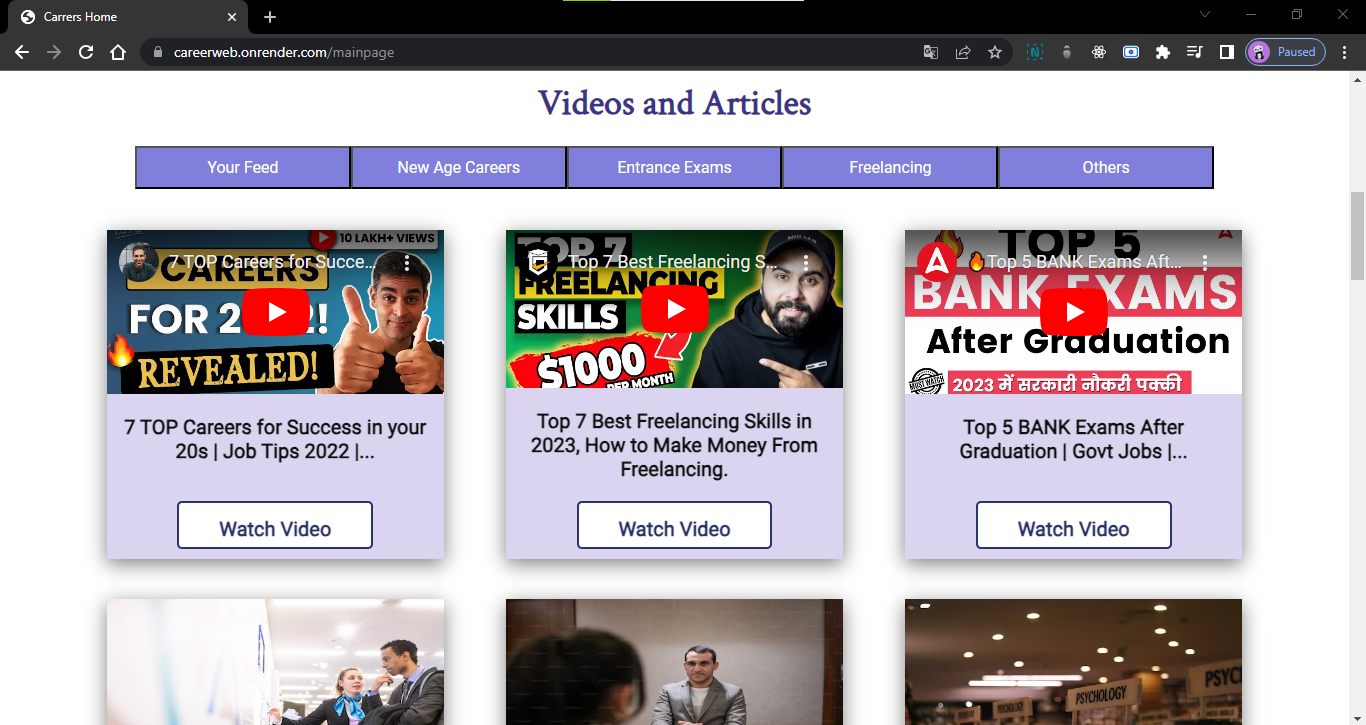 Carrers Home
careerweb.onrender.com/mainpage
Paused
Videos and Articles
Your Feed
New Age Careers
Entrance Exams
Freelancing
Others
10 LAKH+ VIEWS
7 TOP Careers for Succe...
CAREERS
FOR 2022!
REVEALED!
7 TOP Careers for Success in your
20s | Job Tips 2022 |...
Watch Video
TOP 7
Top 7 Best Freelancing S...
FREELANCING
SKILLS
$1000
PER MONTH
Top 7 Best Freelancing Skills in
2023, How to Make Money From
Freelancing.
Watch Video
TOP 5
🔥Top 5 BANK Exams Aft...
BANK EXAMS
After Graduation
MUST WATCH
2023 में सरकारी नौकरी पक्की
Top 5 BANK Exams After
Graduation | Govt Jobs |...
Watch Video
PSYCHOLOGY
PSYC